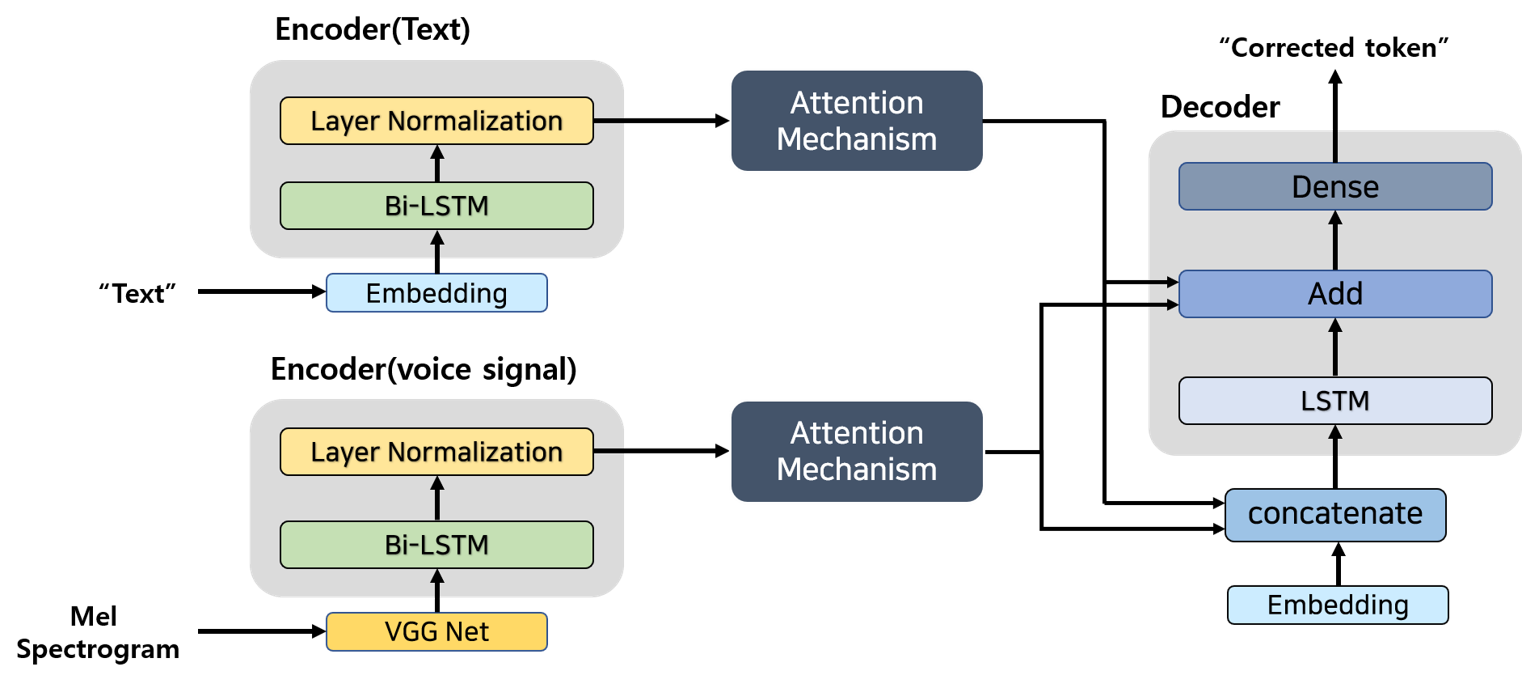 Encoder(Text)
Layer Normalization
Bi-LSTM
Embedding
“Text”
Attention
Mechanism
Encoder(voice signal)
Layer Normalization
Bi-LSTM
VGG Net
Mel
Spectrogram
Attention
Mechanism
“Corrected token”
Decoder
Dense
Add
LSTM
concatenate
Embedding